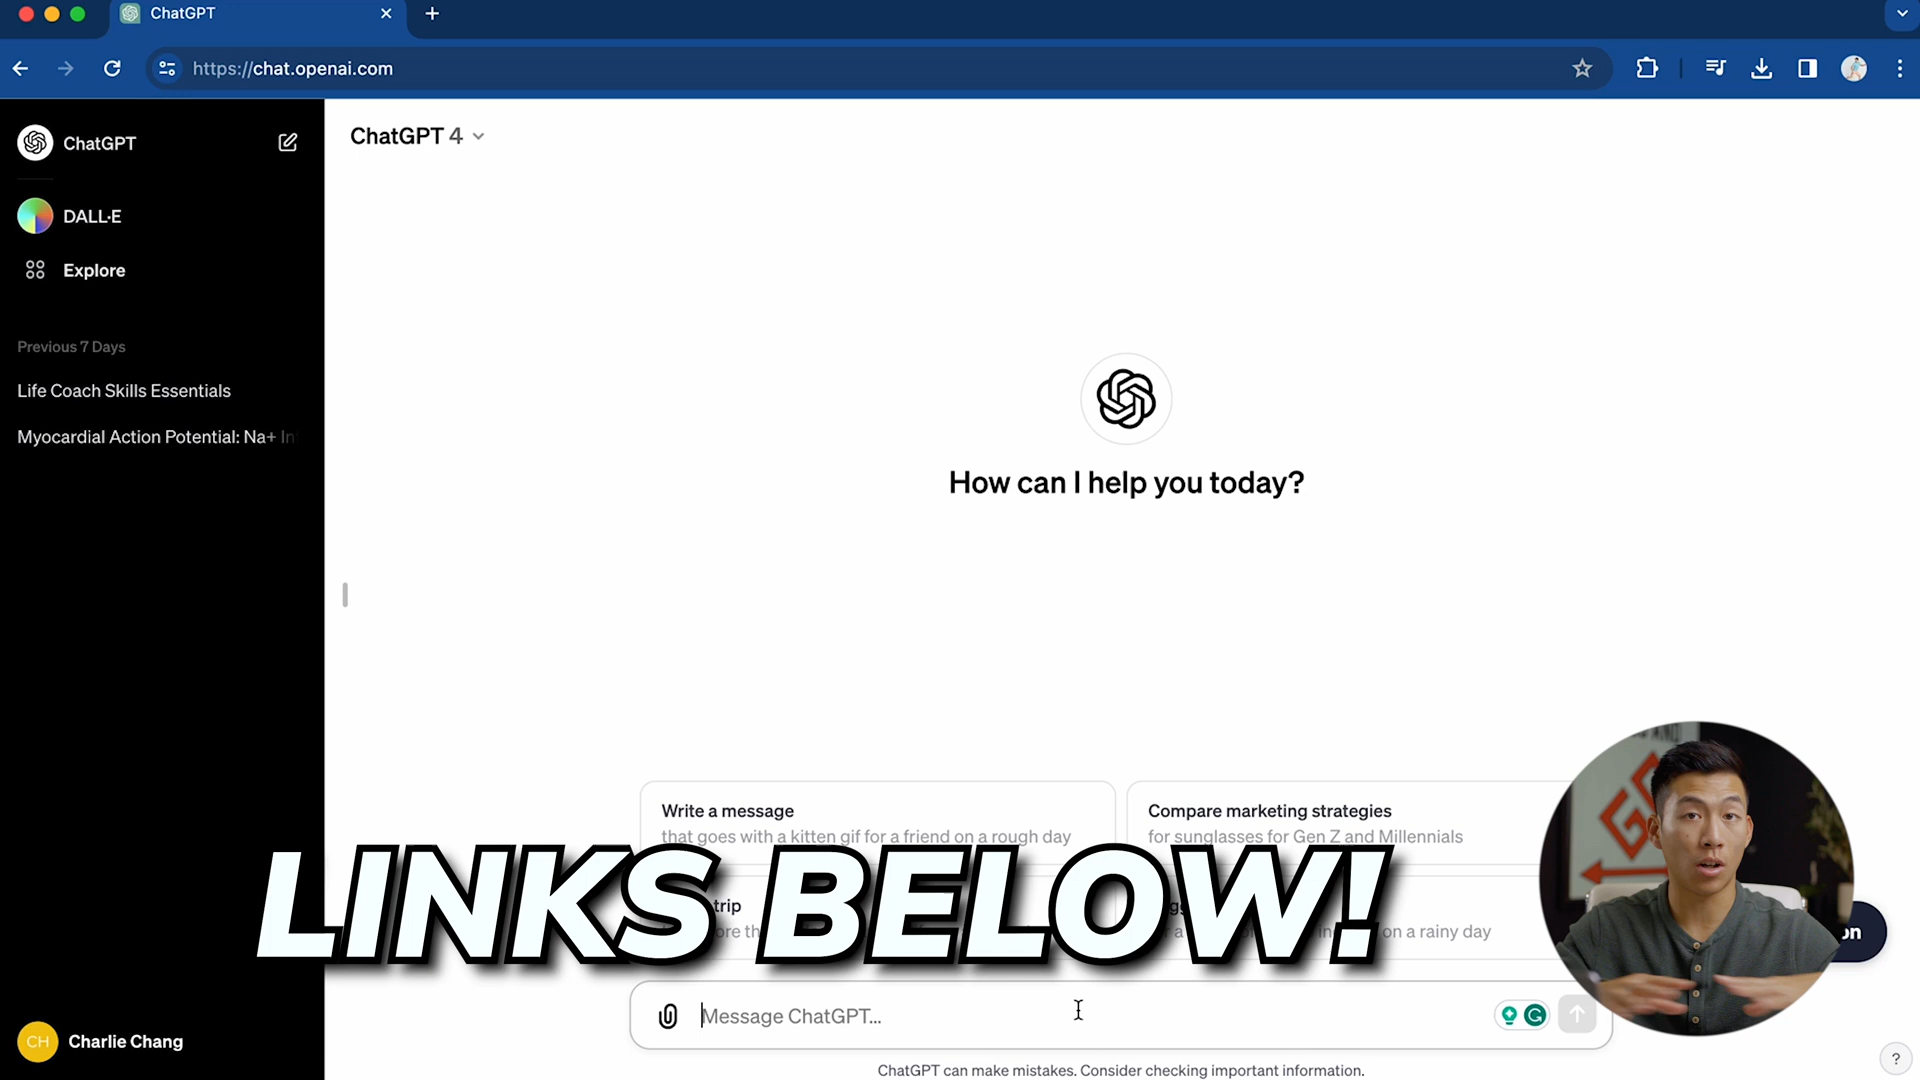 ChatGPT
https://chat.openai.com
ChatGPT
DALL·E
Explore
Previous 7 Days
Life Coach Skills Essentials
Myocardial Action Potential: Na+ In
CH Charlie Chang
ChatGPT 4
How can I help you today?
Write a message
that goes with a kitten gif for a friend on a rough day
Compare marketing strategies
for sunglasses for Gen Z and Millennials
trip
on a rainy day
LINKS BELOW!
on
Message ChatGPT...
ChatGPT can make mistakes. Consider checking important information.
?